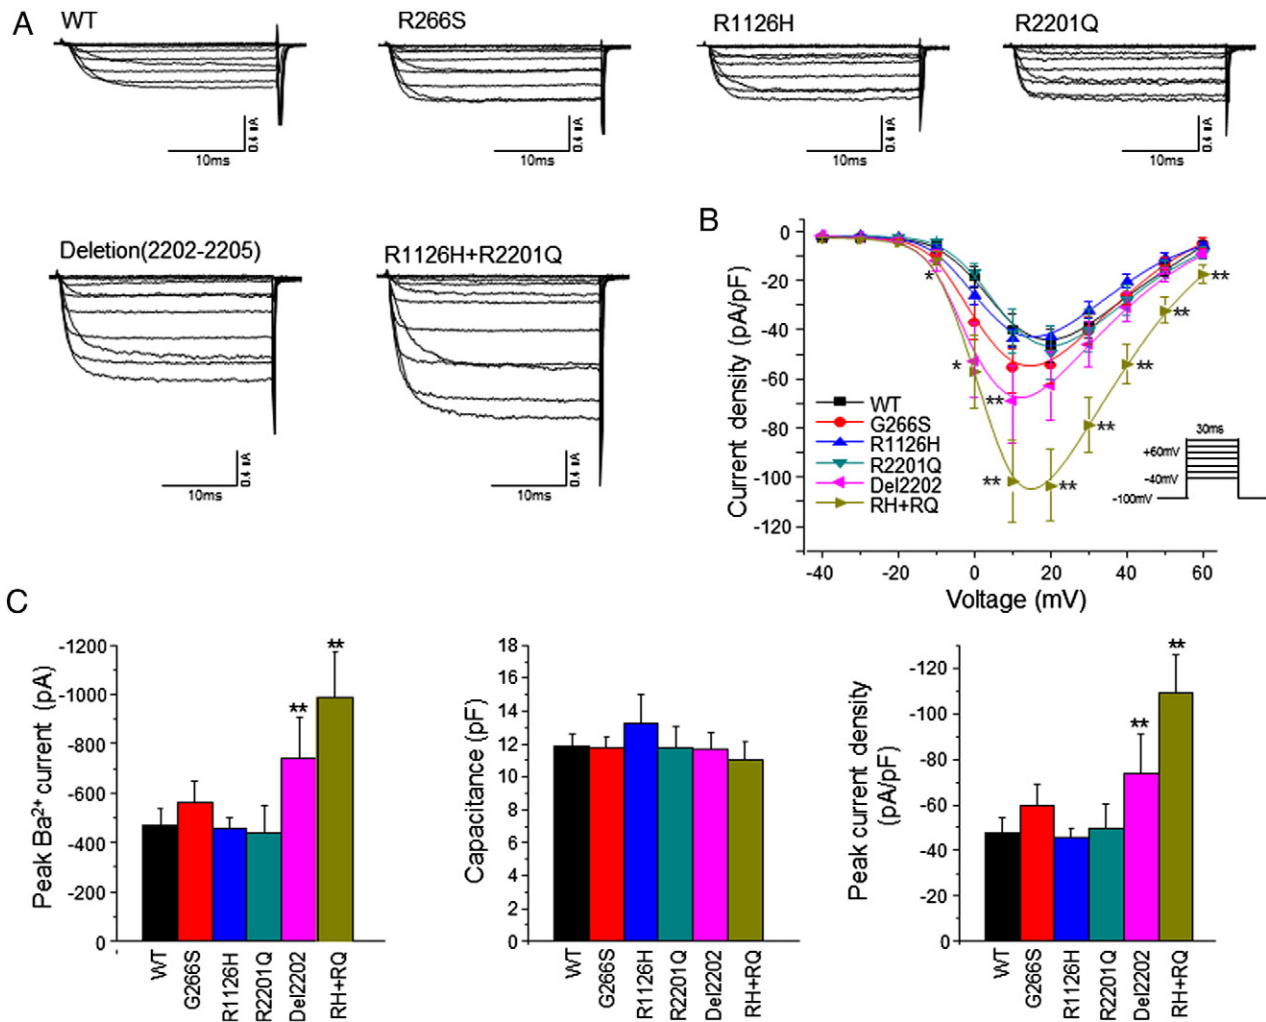 A
WT
R266S
R1126H
R2201Q
0.4 nA
10ms
0.4 nA
10ms
0.4 nA
10ms
0.4 nA
10ms
Deletion(2202-2205)
R1126H+R2201Q
0.4 nA
10ms
0.4 nA
10ms
B
Current density (pA/pF)
0
-20
-40
-60
-80
-100
-120
*
*
**
**
**
**
**
**
**
WT
G266S
R1126H
R2201Q
Del2202
RH+RQ
30ms
+60mV
-40mV
-100mV
-40
-20
0
20
40
60
Voltage (mV)
C
Peak Ba²⁺ current (pA)
-1200
-1000
-800
-600
-400
-200
0
**
**
WT
G266S
R1126H
R2201Q
Del2202
RH+RQ
Capacitance (pF)
18
16
14
12
10
8
6
4
2
0
WT
G266S
R1126H
R2201Q
Del2202
RH+RQ
Peak current density
(pA/pF)
-120
-100
-80
-60
-40
-20
0
**
**
WT
G266S
R1126H
R2201Q
Del2202
RH+RQ